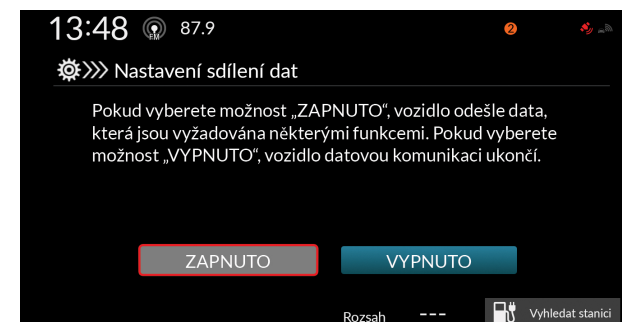 13:48 FM 87.9 2
Nastavení sdílení dat
Pokud vyberete možnost „ZAPNUTO“, vozidlo odešle data,
která jsou vyžadována některými funkcemi. Pokud vyberete
možnost „VYPNUTO“, vozidlo datovou komunikaci ukončí.
ZAPNUTO VYPNUTO
Rozsah --- Vyhledat stanici